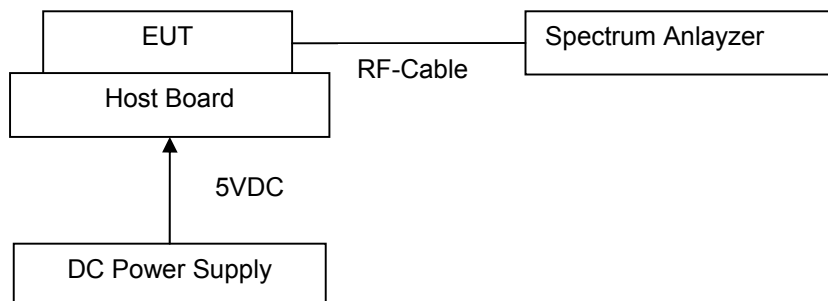 EUT
Spectrum Anlayzer
RF-Cable
Host Board
5VDC
DC Power Supply